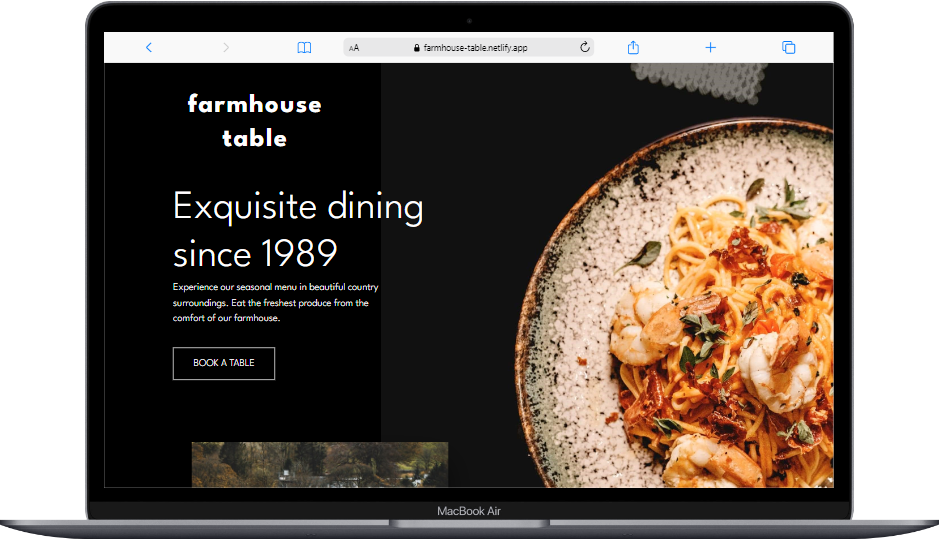 AA
farmhouse-table.netlify.app
farmhouse
table
Exquisite dining
since 1989
Experience our seasonal menu in beautiful country
surroundings. Eat the freshest produce from the
comfort of our farmhouse.
BOOK A TABLE
MacBook Air